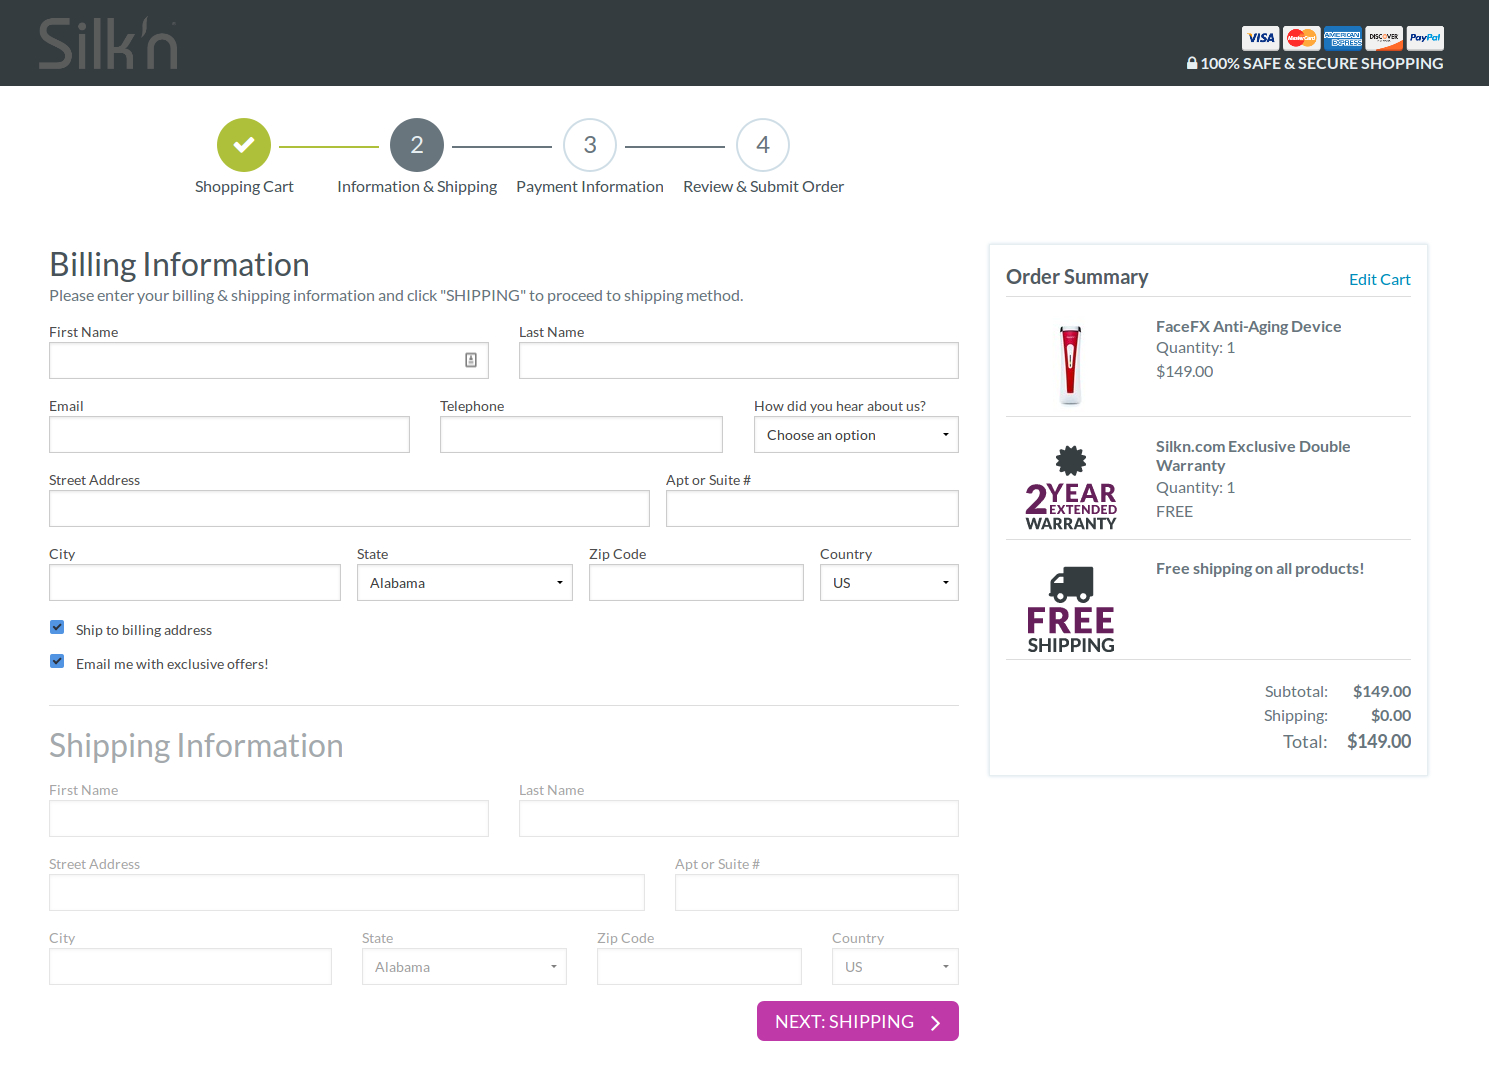 Silk'n
VISA MasterCard AMERICAN EXPRESS DISCOVER PayPal
100% SAFE & SECURE SHOPPING
2 3 4
Shopping Cart Information & Shipping Payment Information Review & Submit Order
Billing Information
Please enter your billing & shipping information and click "SHIPPING" to proceed to shipping method.
First Name Last Name
Email Telephone How did you hear about us?
Choose an option
Street Address Apt or Suite #
City State Zip Code Country
Alabama US
Ship to billing address
Email me with exclusive offers!
Shipping Information
First Name Last Name
Street Address Apt or Suite #
City State Zip Code Country
Alabama US
NEXT: SHIPPING
Order Summary Edit Cart
FaceFX Anti-Aging Device
Quantity: 1
$149.00
2 YEAR
EXTENDED
WARRANTY
Silkn.com Exclusive Double
Warranty
Quantity: 1
FREE
FREE
SHIPPING
Free shipping on all products!
Subtotal: $149.00
Shipping: $0.00
Total: $149.00